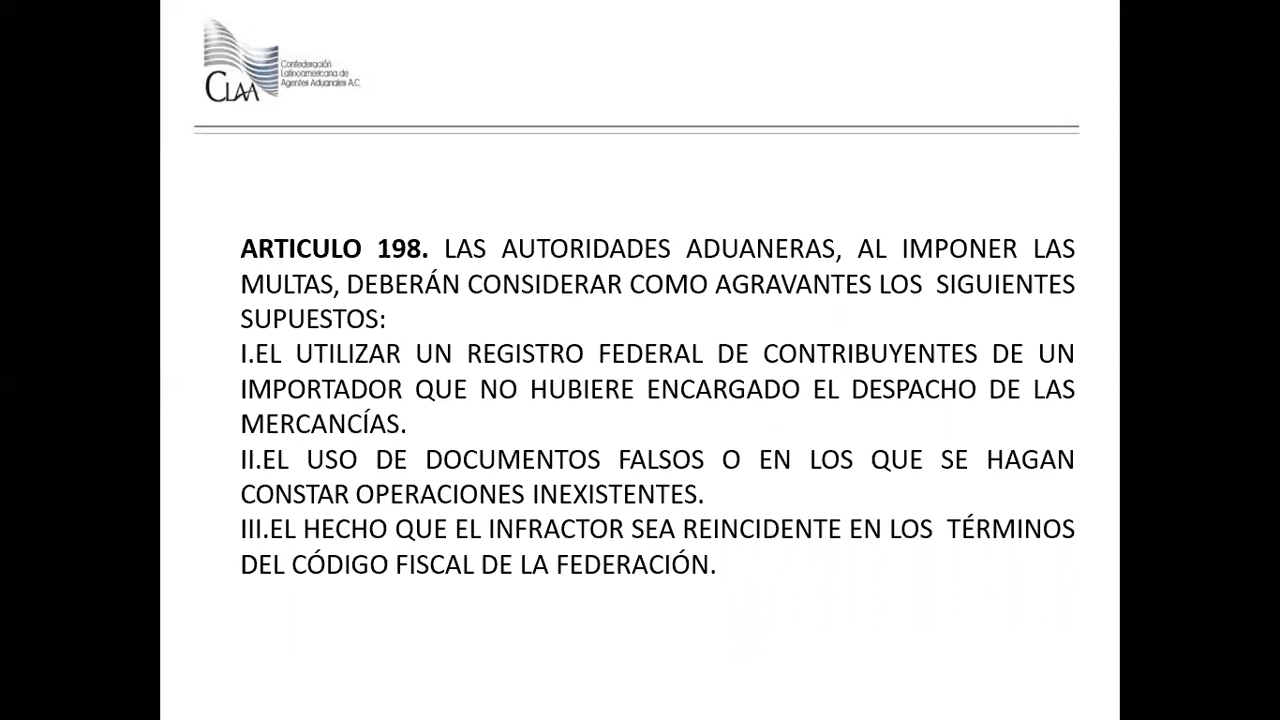 Confederación
Latinoamericana de
Agentes Aduanales A.C.
CLAA
ARTICULO 198. LAS AUTORIDADES ADUANERAS, AL IMPONER LAS
MULTAS, DEBERÁN CONSIDERAR COMO AGRAVANTES LOS SIGUIENTES
SUPUESTOS:
I.EL UTILIZAR UN REGISTRO FEDERAL DE CONTRIBUYENTES DE UN
IMPORTADOR QUE NO HUBIERE ENCARGADO EL DESPACHO DE LAS
MERCANCÍAS.
II.EL USO DE DOCUMENTOS FALSOS O EN LOS QUE SE HAGAN
CONSTAR OPERACIONES INEXISTENTES.
III.EL HECHO QUE EL INFRACTOR SEA REINCIDENTE EN LOS TÉRMINOS
DEL CÓDIGO FISCAL DE LA FEDERACIÓN.